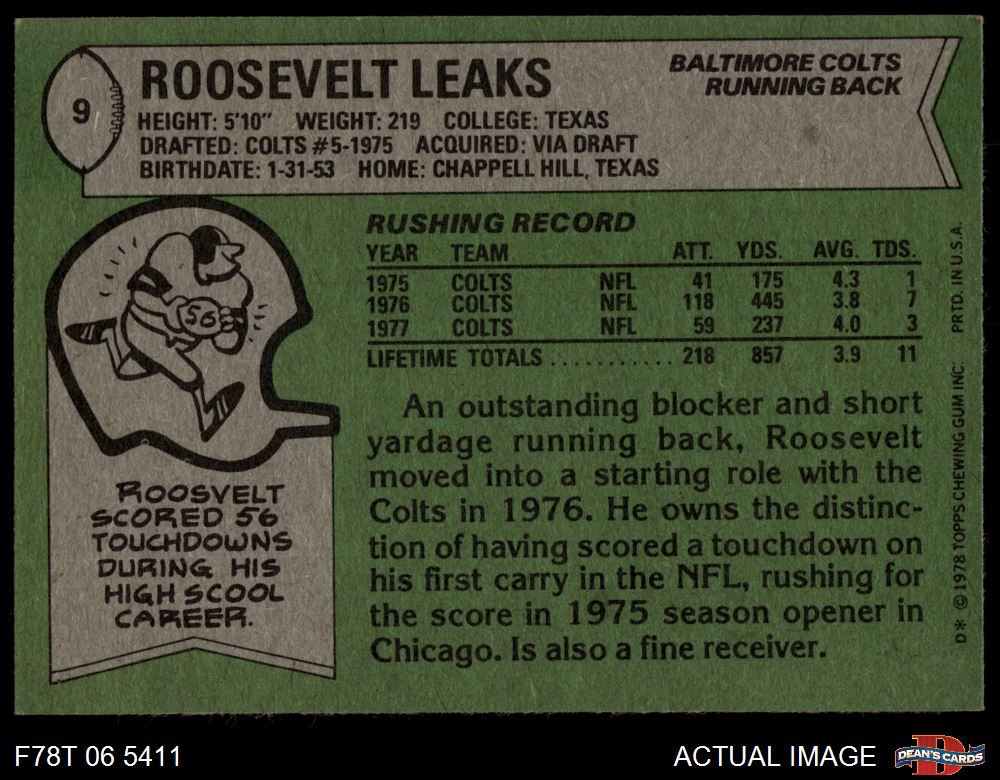 9
ROOSEVELT LEAKS
BALTIMORE COLTS
RUNNING BACK
HEIGHT: 5'10" WEIGHT: 219 COLLEGE: TEXAS
DRAFTED: COLTS #5-1975 ACQUIRED: VIA DRAFT
BIRTHDATE: 1-31-53 HOME: CHAPPELL HILL, TEXAS
RUSHING RECORD
YEAR TEAM ATT. YDS. AVG. TDS.
1975 COLTS NFL 41 175 4.3 1
1976 COLTS NFL 118 445 3.8 7
1977 COLTS NFL 59 237 4.0 3
LIFETIME TOTALS ........... 218 857 3.9 11
56
ROOSVELT
SCORED 56
TOUCHDOWNS
DURING HIS
HIGH SCOOL
CAREER.
An outstanding blocker and short
yardage running back, Roosevelt
moved into a starting role with the
Colts in 1976. He owns the distinc-
tion of having scored a touchdown on
his first carry in the NFL, rushing for
the score in 1975 season opener in
Chicago. Is also a fine receiver.
D* © 1978 TOPPS CHEWING GUM INC. PRTD. IN U.S.A.
F78T 06 5411
ACTUAL IMAGE
D
DEAN'S CARDS